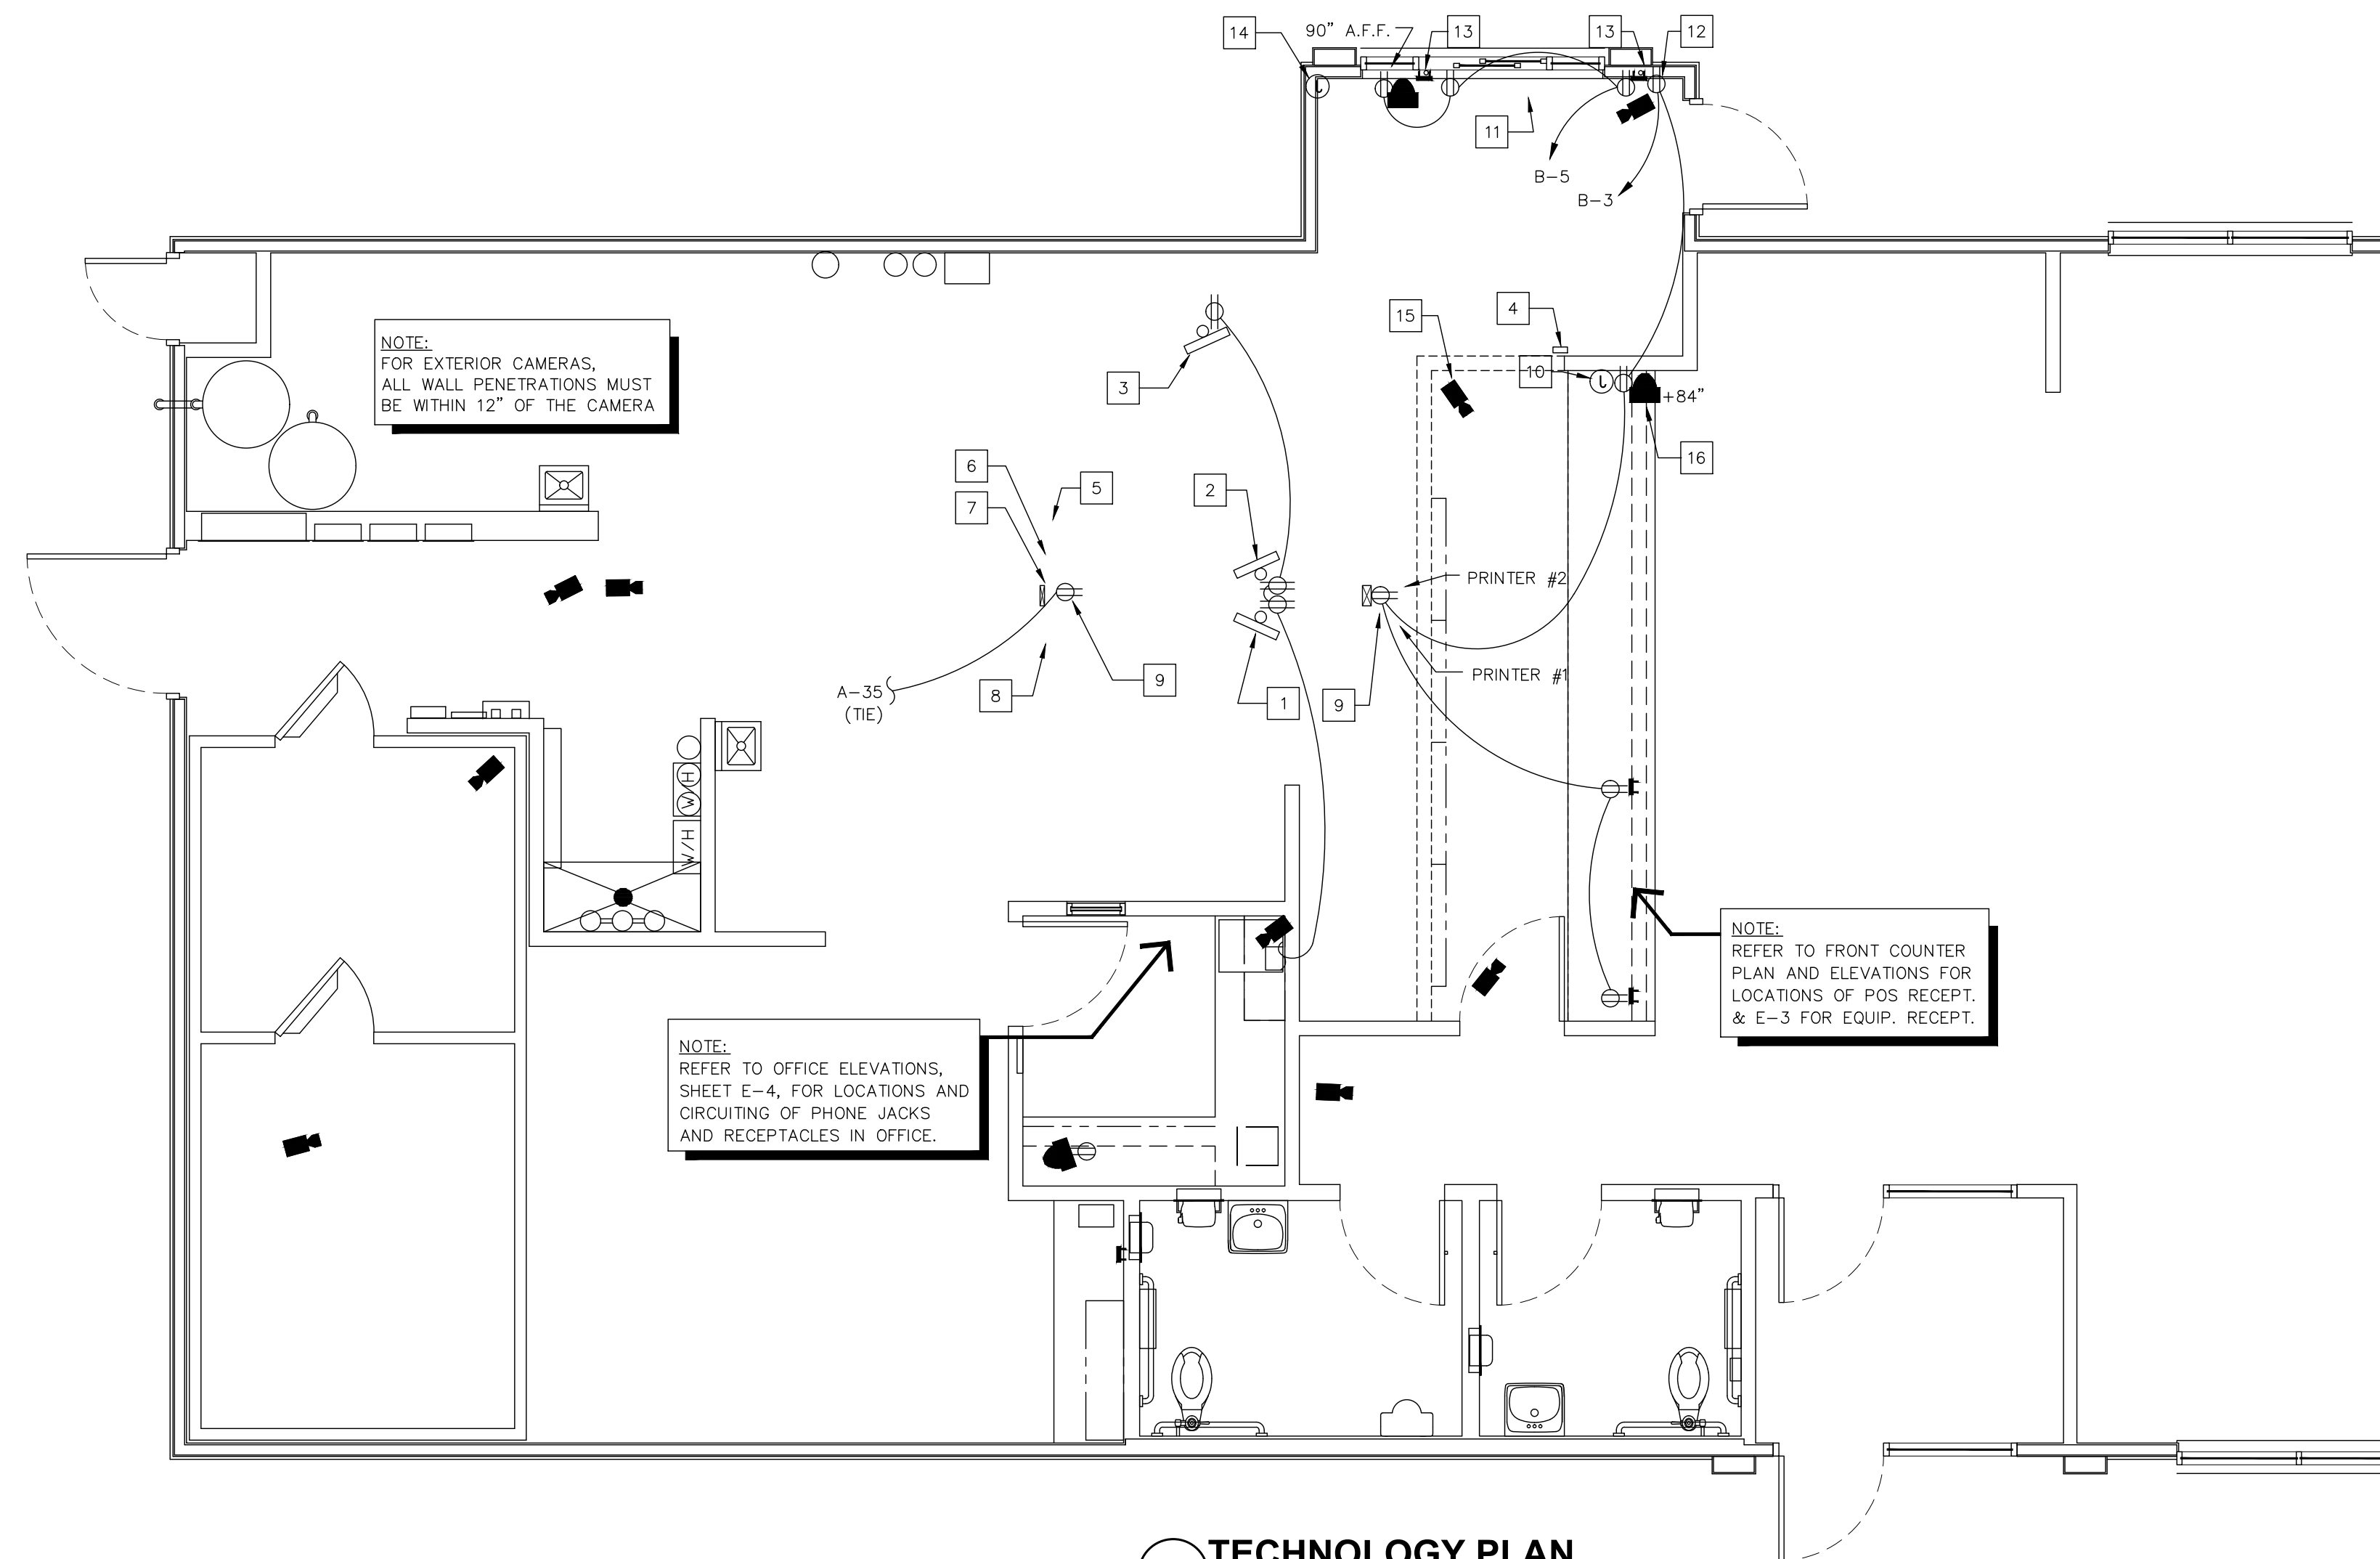 14
90" A.F.F.
13
13
12
11
B-5
B-3
NOTE:
FOR EXTERIOR CAMERAS,
ALL WALL PENETRATIONS MUST
BE WITHIN 12" OF THE CAMERA
15
4
3
10
+84"
16
6
5
2
7
PRINTER #2
A-35
(TIE)
8
9
1
9
PRINTER #1
W/H
W/H
NOTE:
REFER TO FRONT COUNTER
PLAN AND ELEVATIONS FOR
LOCATIONS OF POS RECEPT.
& E-3 FOR EQUIP. RECEPT.
NOTE:
REFER TO OFFICE ELEVATIONS,
SHEET E-4, FOR LOCATIONS AND
CIRCUITING OF PHONE JACKS
AND RECEPTACLES IN OFFICE.
TECHNOLOGY PLAN